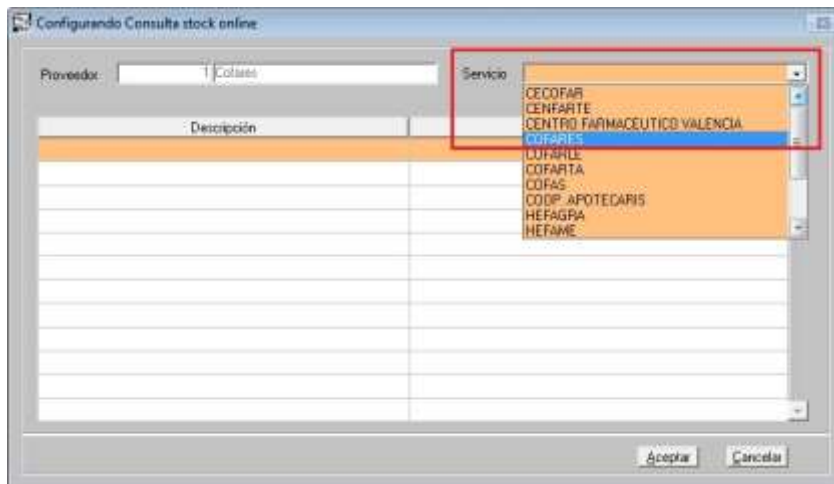 Configurando Consulta stock online
Proveedor 1 Cofares Servicio
CECOFAR
CENFARTE
CENTRO FARMACEUTICO VALENCIA
Descripción
COFARES
COFARLE
COFARTA
COFAS
COOP. APOTECARIS
HEFAGRA
HEFAME
Aceptar Cancelar